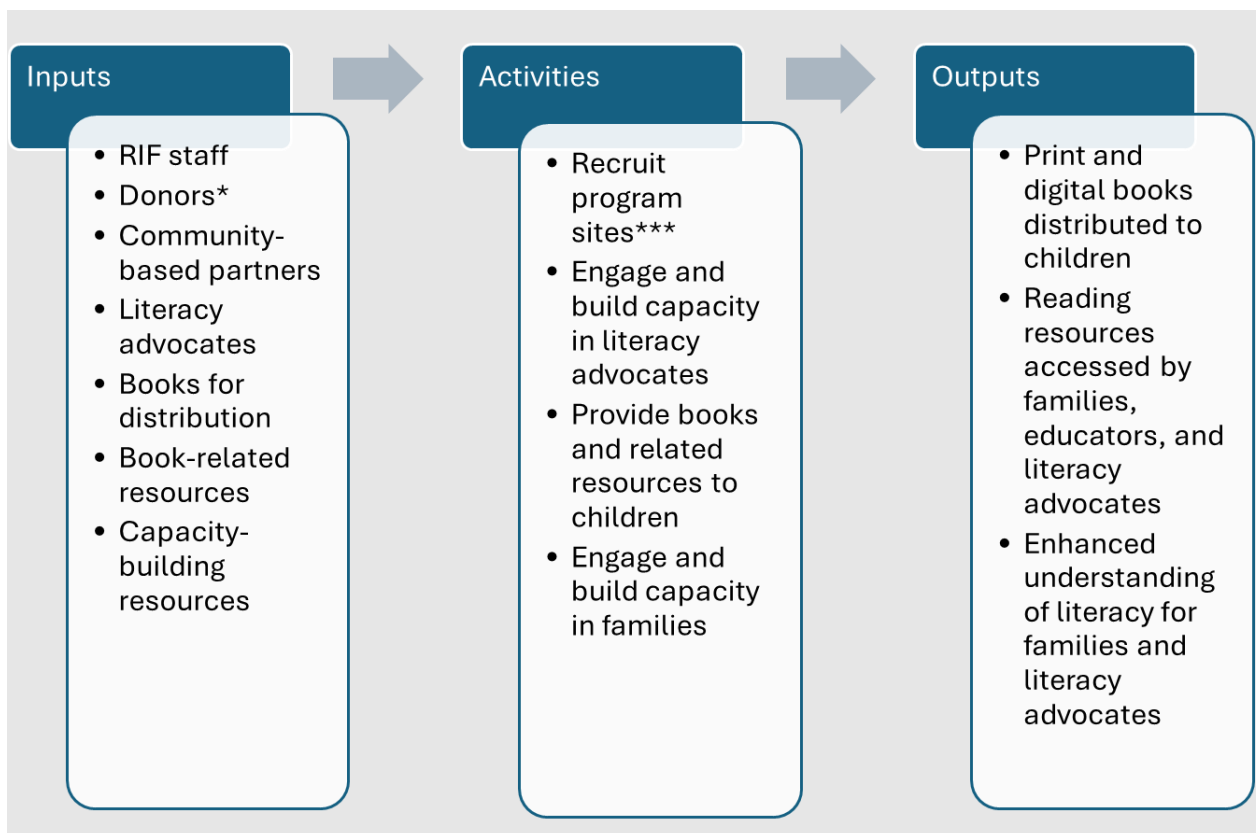 Inputs
• RIF staff
• Donors*
• Community-
based partners
• Literacy
advocates
• Books for
distribution
• Book-related
resources
• Capacity-
building
resources
Activities
• Recruit
program
sites***
• Engage and
build capacity
in literacy
advocates
• Provide books
and related
resources to
children
• Engage and
build capacity
in families
Outputs
• Print and
digital books
distributed to
children
• Reading
resources
accessed by
families,
educators, and
literacy
advocates
• Enhanced
understanding
of literacy for
families and
literacy
advocates